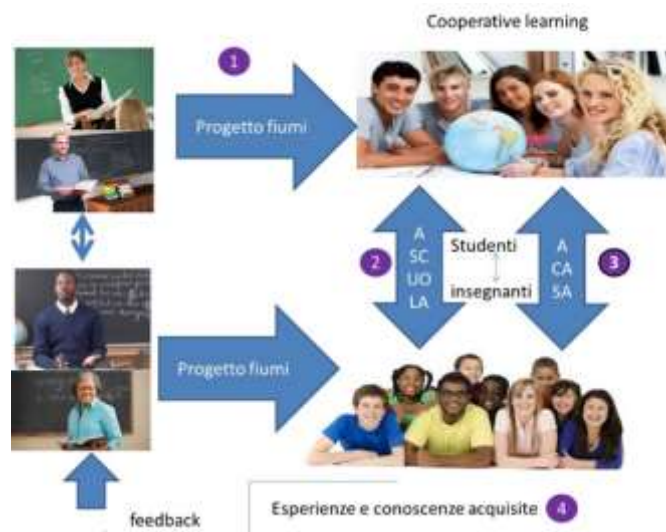 Cooperative learning
1
Progetto fiumi
2
A
SC
UO
LA
Studenti
insegnanti
A
CA
SA
3
Progetto fiumi
feedback
Esperienze e conoscenze acquisite 4